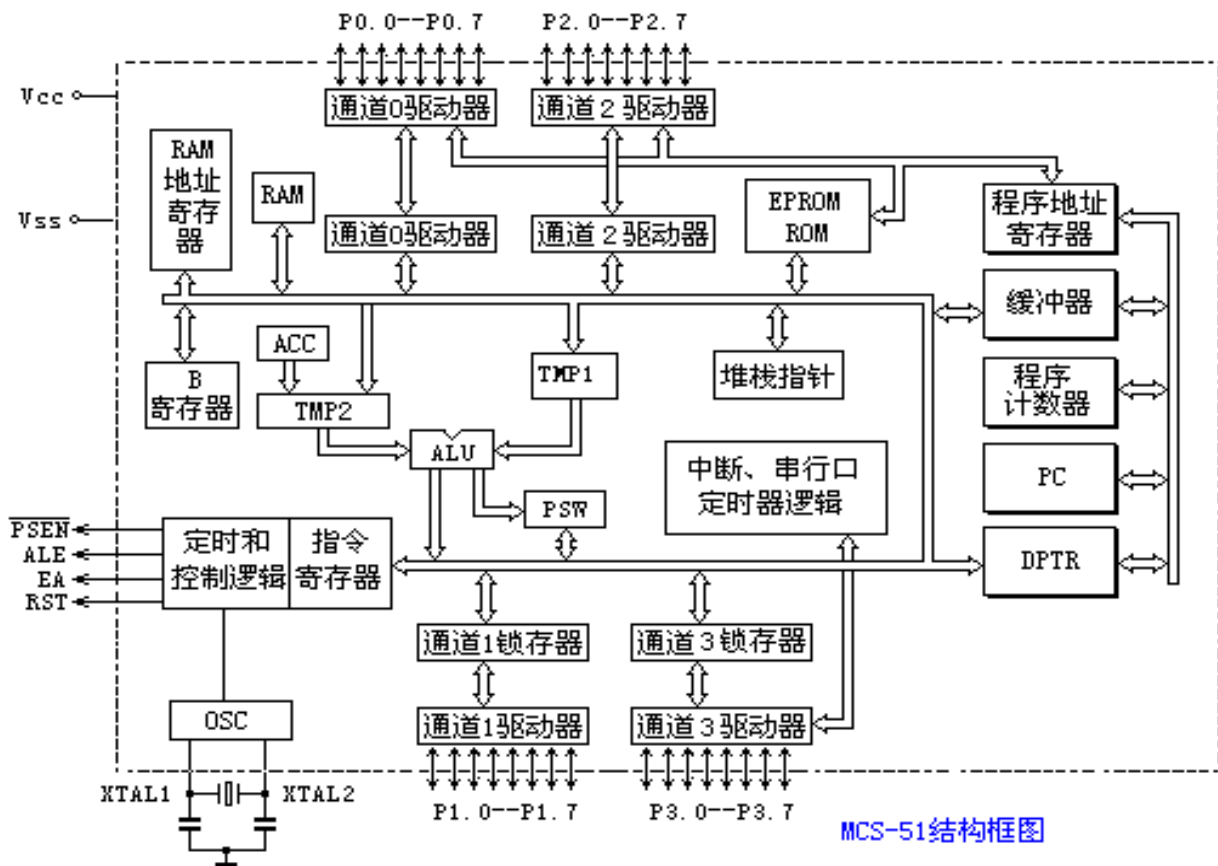 P0.0--P0.7
P2.0--P2.7
Vcc
通道0驱动器
通道2驱动器
RAM
地址
寄存
器
RAM
EPROM
ROM
程序地址
寄存器
Vss
通道0驱动器
通道2驱动器
缓冲器
ACC
B
寄存器
TMP2
TMP1
堆栈指针
程序
计数器
ALU
中断、串行口
定时器逻辑
PC
PSW
PSEN
ALE
EA
RST
定时和
控制逻辑
指令
寄存器
DPTR
通道1锁存器
通道3锁存器
OSC
通道1驱动器
通道3驱动器
XTAL1
XTAL2
P1.0--P1.7
P3.0--P3.7
MCS-51结构框图